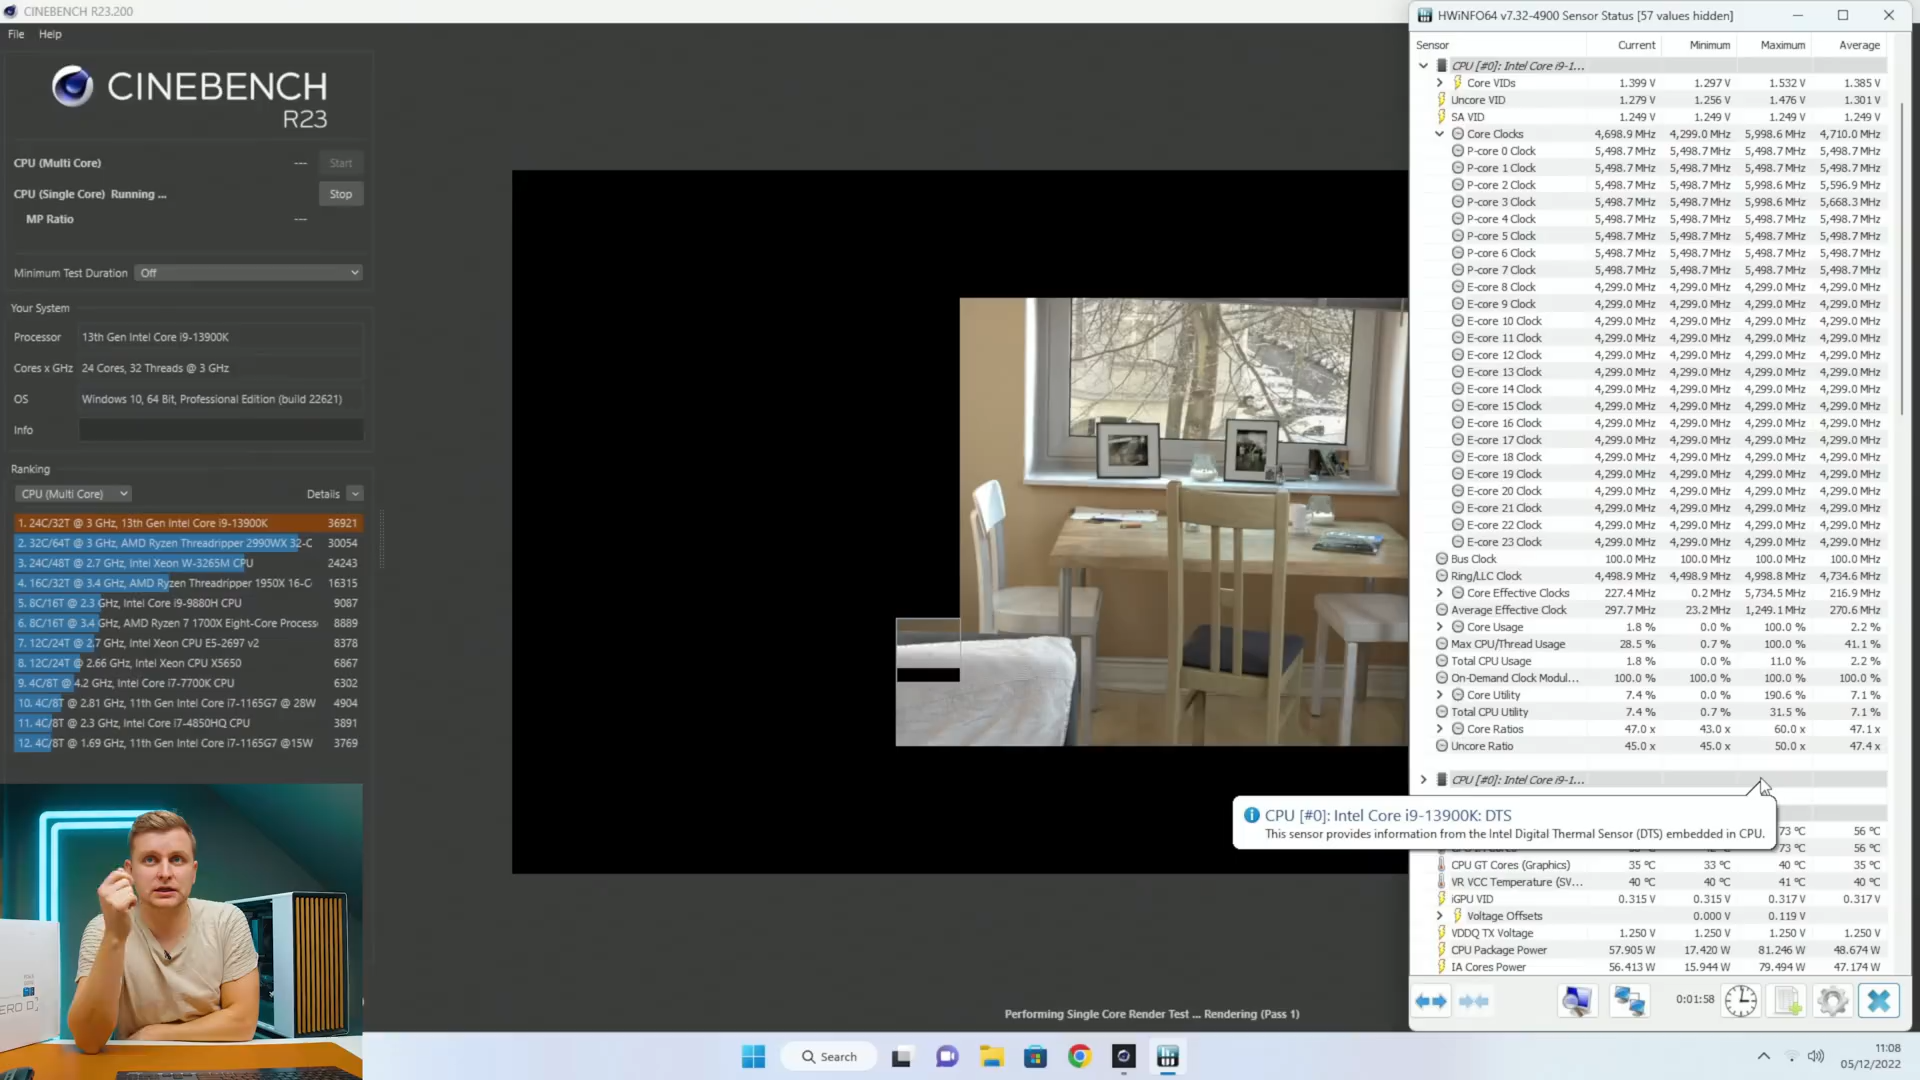 CINEBENCH R23.200
File Help
CINEBENCH
R23
CPU (Multi Core) --- Start
CPU (Single Core) Running ... Stop
MP Ratio ---
Minimum Test Duration Off
Your System
Processor 13th Gen Intel Core i9-13900K
Cores x GHz 24 Cores, 32 Threads @ 3 GHz
OS Windows 10, 64 Bit, Professional Edition (build 22621)
Info
Ranking
CPU (Multi Core) Details
1. 24C/32T @ 3 GHz, 13th Gen Intel Core i9-13900K 36921
2. 32C/64T @ 3 GHz, AMD Ryzen Threadripper 2990WX 32-C 30054
3. 24C/48T @ 2.7 GHz, Intel Xeon W-3265M CPU 24243
4. 16C/32T @ 3.4 GHz, AMD Ryzen Threadripper 1950X 16-C 16315
5. 8C/16T @ 2.3 GHz, Intel Core i9-9880H CPU 9087
6. 8C/16T @ 3.4 GHz, AMD Ryzen 7 1700X Eight-Core Process 8889
7. 12C/24T @ 2.7 GHz, Intel Xeon CPU E5-2697 v2 8378
8. 12C/24T @ 2.66 GHz, Intel Xeon CPU X5650 6867
9. 4C/8T @ 4.2 GHz, Intel Core i7-7700K CPU 6302
10. 4C/8T @ 2.81 GHz, 11th Gen Intel Core i7-1165G7 @ 28W 4904
11. 4C/8T @ 2.3 GHz, Intel Core i7-4850HQ CPU 3891
12. 4C/8T @ 1.69 GHz, 11th Gen Intel Core i7-1165G7 @15W 3769
Performing Single Core Render Test ... Rendering (Pass 1)
HWiNFO64 v7.32-4900 Sensor Status [57 values hidden]
Sensor Current Minimum Maximum Average
CPU [#0]: Intel Core i9-1...
Core VIDs 1.399 V 1.297 V 1.532 V 1.385 V
Uncore VID 1.279 V 1.256 V 1.476 V 1.301 V
SA VID 1.249 V 1.249 V 1.249 V 1.249 V
Core Clocks 4,698.9 MHz 4,299.0 MHz 5,998.6 MHz 4,710.0 MHz
P-core 0 Clock 5,498.7 MHz 5,498.7 MHz 5,498.7 MHz 5,498.7 MHz
P-core 1 Clock 5,498.7 MHz 5,498.7 MHz 5,498.7 MHz 5,498.7 MHz
P-core 2 Clock 5,498.7 MHz 5,498.7 MHz 5,998.6 MHz 5,596.9 MHz
P-core 3 Clock 5,498.7 MHz 5,498.7 MHz 5,998.6 MHz 5,668.3 MHz
P-core 4 Clock 5,498.7 MHz 5,498.7 MHz 5,498.7 MHz 5,498.7 MHz
P-core 5 Clock 5,498.7 MHz 5,498.7 MHz 5,498.7 MHz 5,498.7 MHz
P-core 6 Clock 5,498.7 MHz 5,498.7 MHz 5,498.7 MHz 5,498.7 MHz
P-core 7 Clock 5,498.7 MHz 5,498.7 MHz 5,498.7 MHz 5,498.7 MHz
E-core 8 Clock 4,299.0 MHz 4,299.0 MHz 4,299.0 MHz 4,299.0 MHz
E-core 9 Clock 4,299.0 MHz 4,299.0 MHz 4,299.0 MHz 4,299.0 MHz
E-core 10 Clock 4,299.0 MHz 4,299.0 MHz 4,299.0 MHz 4,299.0 MHz
E-core 11 Clock 4,299.0 MHz 4,299.0 MHz 4,299.0 MHz 4,299.0 MHz
E-core 12 Clock 4,299.0 MHz 4,299.0 MHz 4,299.0 MHz 4,299.0 MHz
E-core 13 Clock 4,299.0 MHz 4,299.0 MHz 4,299.0 MHz 4,299.0 MHz
E-core 14 Clock 4,299.0 MHz 4,299.0 MHz 4,299.0 MHz 4,299.0 MHz
E-core 15 Clock 4,299.0 MHz 4,299.0 MHz 4,299.0 MHz 4,299.0 MHz
E-core 16 Clock 4,299.0 MHz 4,299.0 MHz 4,299.0 MHz 4,299.0 MHz
E-core 17 Clock 4,299.0 MHz 4,299.0 MHz 4,299.0 MHz 4,299.0 MHz
E-core 18 Clock 4,299.0 MHz 4,299.0 MHz 4,299.0 MHz 4,299.0 MHz
E-core 19 Clock 4,299.0 MHz 4,299.0 MHz 4,299.0 MHz 4,299.0 MHz
E-core 20 Clock 4,299.0 MHz 4,299.0 MHz 4,299.0 MHz 4,299.0 MHz
E-core 21 Clock 4,299.0 MHz 4,299.0 MHz 4,299.0 MHz 4,299.0 MHz
E-core 22 Clock 4,299.0 MHz 4,299.0 MHz 4,299.0 MHz 4,299.0 MHz
E-core 23 Clock 4,299.0 MHz 4,299.0 MHz 4,299.0 MHz 4,299.0 MHz
Bus Clock 100.0 MHz 100.0 MHz 100.0 MHz 100.0 MHz
Ring/LLC Clock 4,498.9 MHz 4,498.9 MHz 4,998.8 MHz 4,734.6 MHz
Core Effective Clocks 227.4 MHz 0.2 MHz 5,734.5 MHz 216.9 MHz
Average Effective Clock 297.7 MHz 23.2 MHz 1,249.1 MHz 270.6 MHz
Core Usage 1.8 % 0.0 % 100.0 % 2.2 %
Max CPU/Thread Usage 28.5 % 0.7 % 100.0 % 41.1 %
Total CPU Usage 1.8 % 0.0 % 11.0 % 2.2 %
On-Demand Clock Modul... 100.0 % 100.0 % 100.0 % 100.0 %
Core Utility 7.4 % 0.0 % 190.6 % 7.1 %
Total CPU Utility 7.4 % 0.7 % 31.5 % 7.1 %
Core Ratios 47.0 x 43.0 x 60.0 x 47.1 x
Uncore Ratio 45.0 x 45.0 x 50.0 x 47.4 x
CPU [#0]: Intel Core i9-1...
CPU [#0]: Intel Core i9-13900K: DTS
This sensor provides information from the Intel Digital Thermal Sensor (DTS) embedded in CPU.
73 °C 56 °C
73 °C 56 °C
CPU GT Cores (Graphics) 35 °C 33 °C 40 °C 35 °C
VR VCC Temperature (SV... 40 °C 40 °C 41 °C 40 °C
iGPU VID 0.315 V 0.315 V 0.317 V 0.317 V
Voltage Offsets 0.000 V 0.119 V
VDDQ TX Voltage 1.250 V 1.250 V 1.250 V 1.250 V
CPU Package Power 57.905 W 17.420 W 81.246 W 48.674 W
IA Cores Power 56.413 W 15.944 W 79.494 W 47.174 W
0:01:58
Search
11:08
05/12/2022